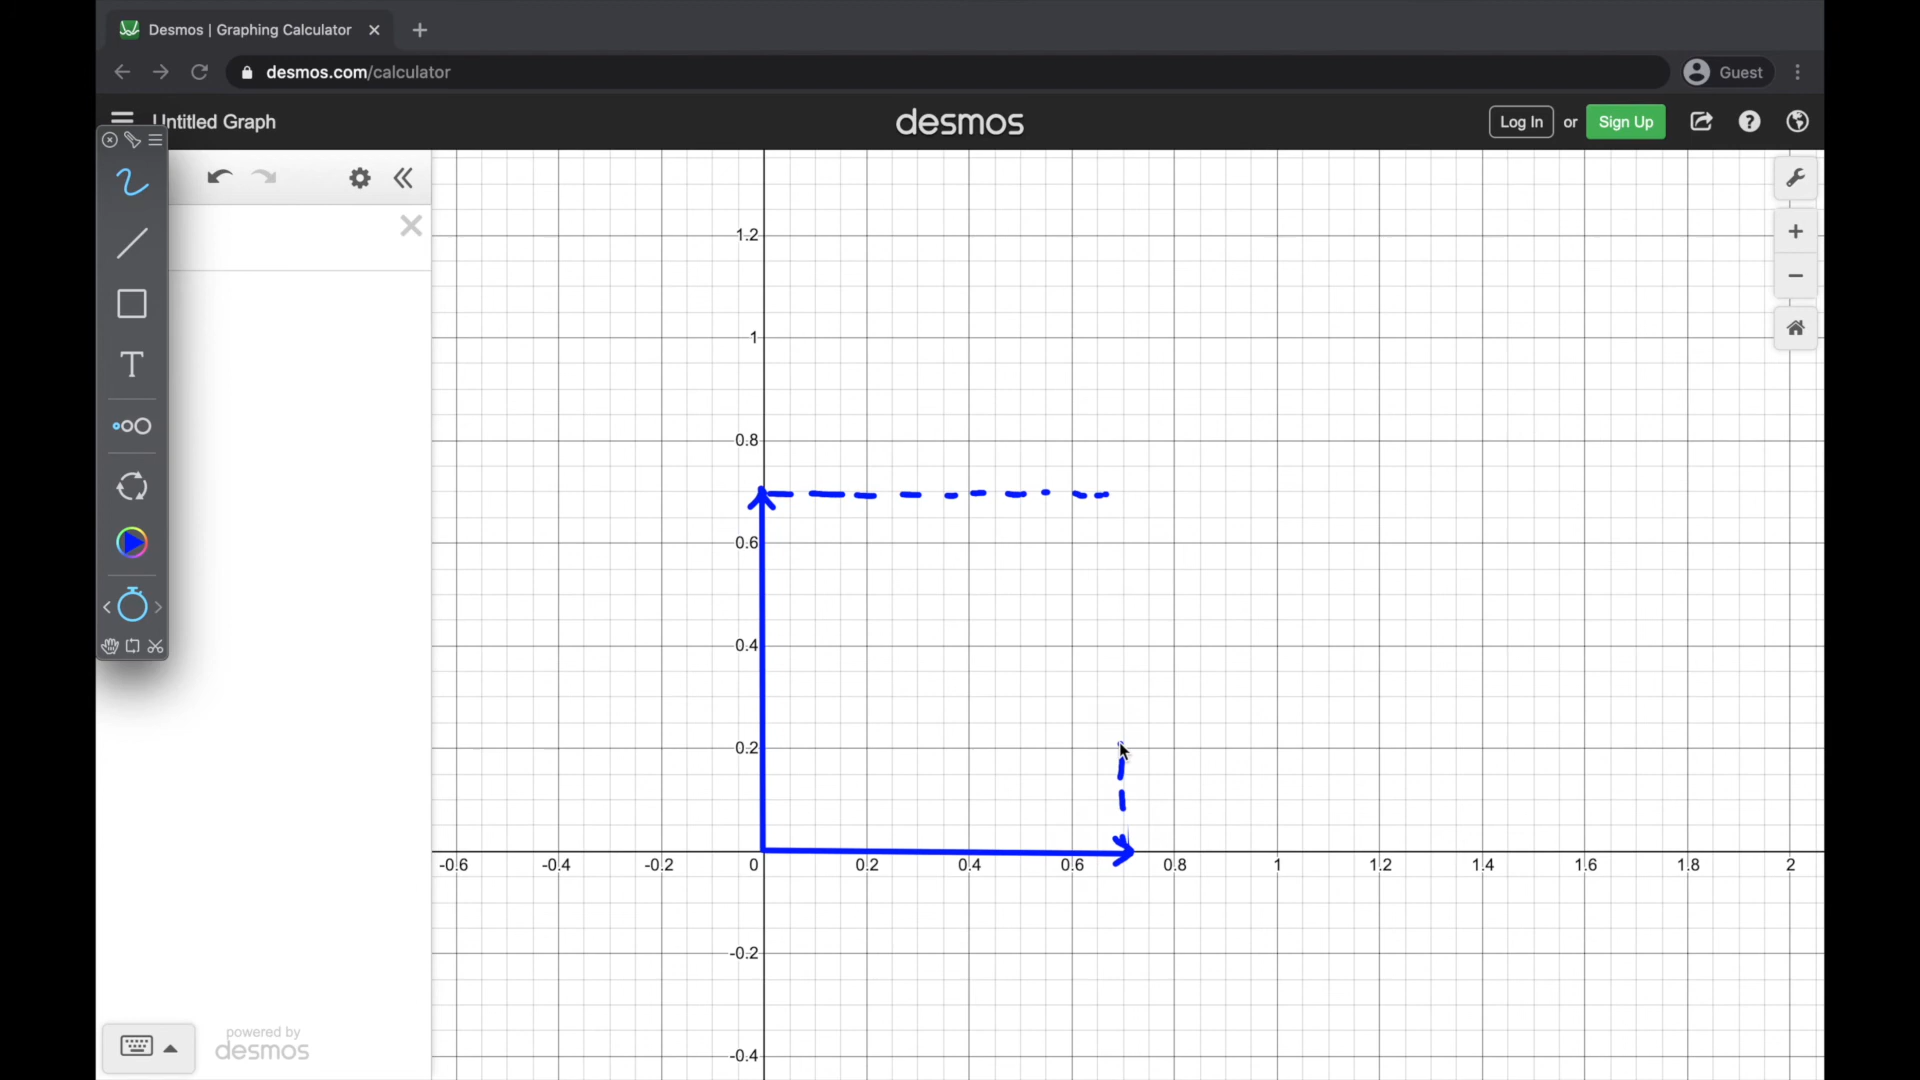 Desmos | Graphing Calculator
desmos.com/calculator
Guest
Untitled Graph
desmos
Log In or Sign Up
T
1.2
1
0.8
0.6
0.4
0.2
-0.6 -0.4 -0.2 0 0.2 0.4 0.6 0.8 1 1.2 1.4 1.6 1.8 2
-0.2
-0.4
powered by
desmos